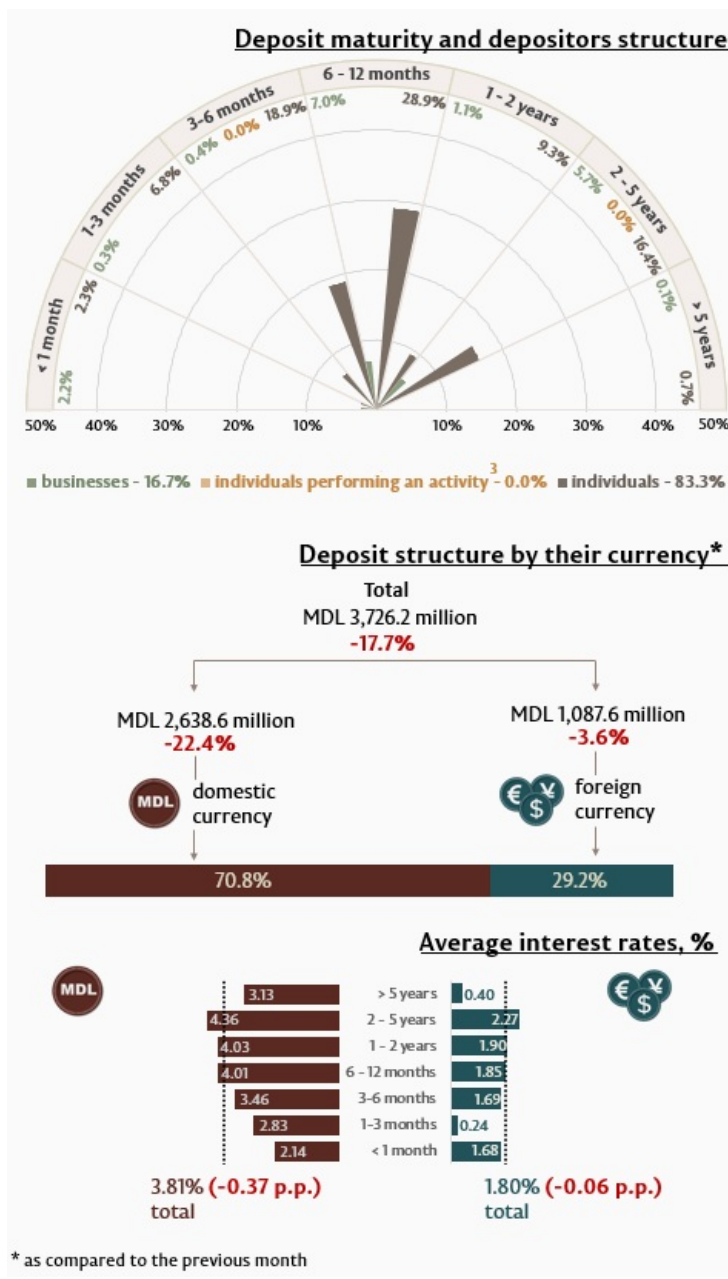 Deposit maturity and depositors structure
< 1 month
1-3 months
3-6 months
6 - 12 months
1 - 2 years
2 - 5 years
> 5 years
2.2%
2.3%
0.3%
6.8%
0.4%
0.0%
18.9%
7.0%
28.9%
1.1%
9.3%
5.7%
0.0%
16.4%
0.1%
0.7%
50% 40% 30% 20% 10% 10% 20% 30% 40% 50%
businesses - 16.7% individuals performing an activity 3 - 0.0% individuals - 83.3%
Deposit structure by their currency*
Total
MDL 3,726.2 million
-17.7%
MDL 2,638.6 million
-22.4%
MDL domestic
currency
MDL 1,087.6 million
-3.6%
€ ¥ $ foreign
currency
70.8% 29.2%
Average interest rates, %
MDL € ¥ $
3.13 > 5 years 0.40
4.36 2 - 5 years 2.27
4.03 1 - 2 years 1.90
4.01 6 - 12 months 1.85
3.46 3-6 months 1.69
2.83 1-3 months 0.24
2.14 < 1 month 1.68
3.81% (-0.37 p.p.)
total
1.80% (-0.06 p.p.)
total
* as compared to the previous month